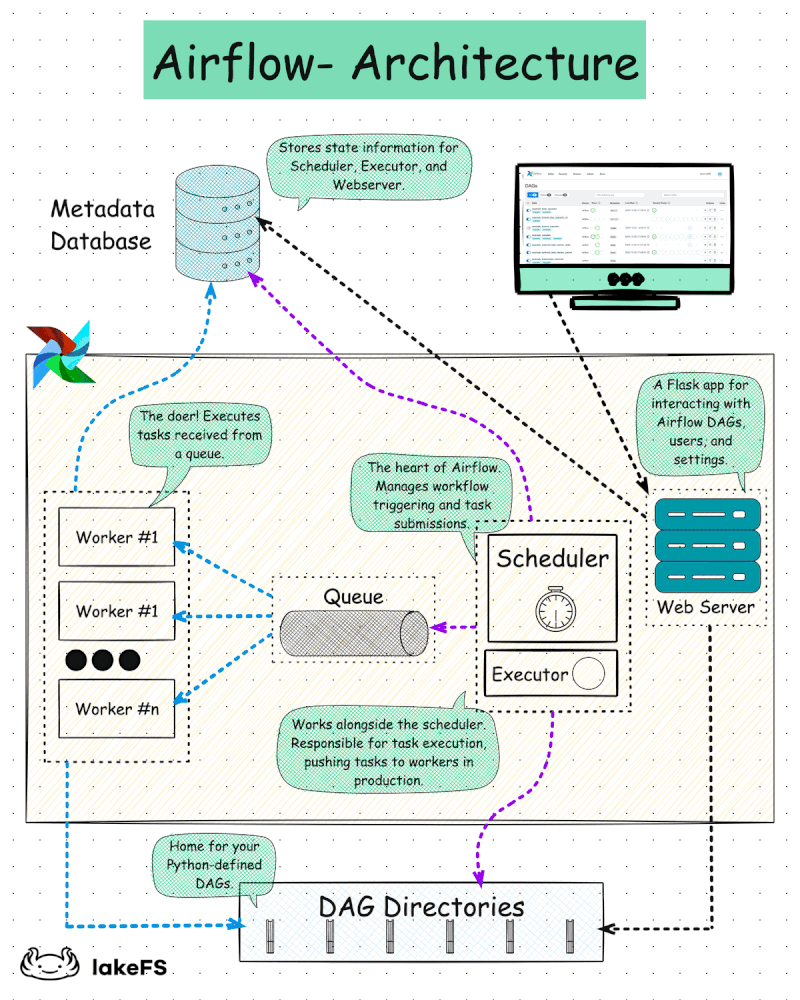 Airflow- Architecture
Stores state information for
Scheduler, Executor, and
Webserver.
Metadata
Database
DAGs
A Flask app for
interacting with
Airflow DAGs,
users, and
settings.
The doer! Executes
tasks received from
a queue.
The heart of Airflow.
Manages workflow
triggering and task
submissions.
Worker #1
Worker #1
Worker #n
Queue
Scheduler
Executor
Web Server
Works alongside the scheduler.
Responsible for task execution,
pushing tasks to workers in
production.
Home for your
Python-defined
DAGs.
DAG Directories
lakeFS